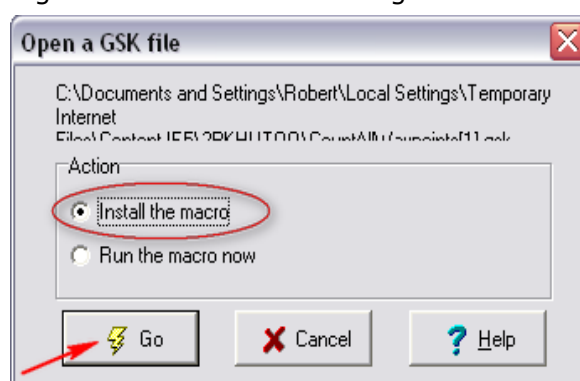 Open a GSK file
C:\Documents and Settings\Robert\Local Settings\Temporary
Internet
Action
Install the macro
Run the macro now
Go
Cancel
Help